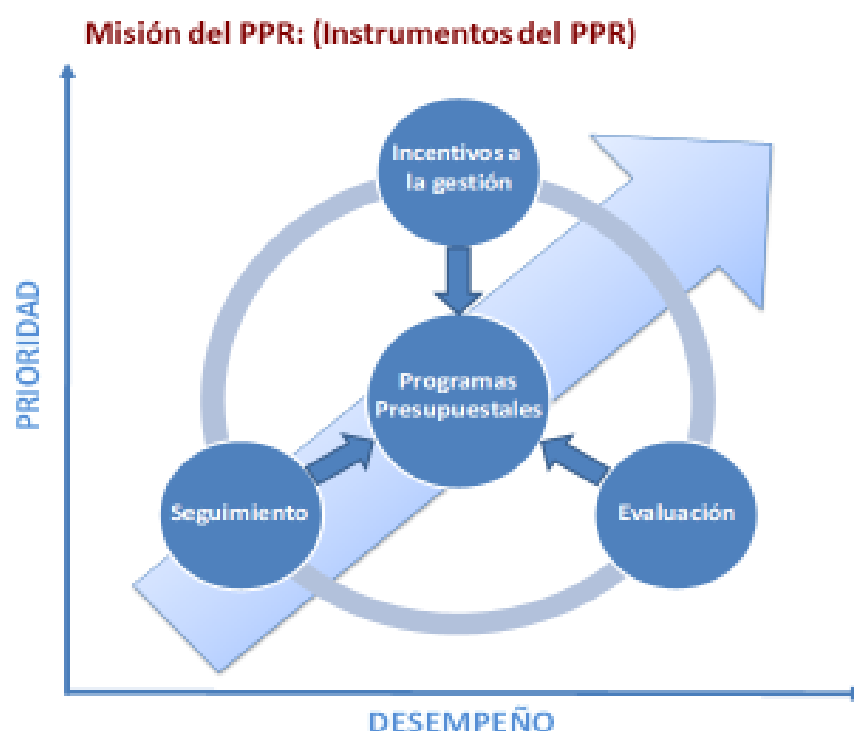 Misión del PPR: (Instrumentos del PPR)
Incentivos a
la gestión
PRIORIDAD
Programas
Presupuestales
Seguimiento
Evaluación
DESEMPEÑO